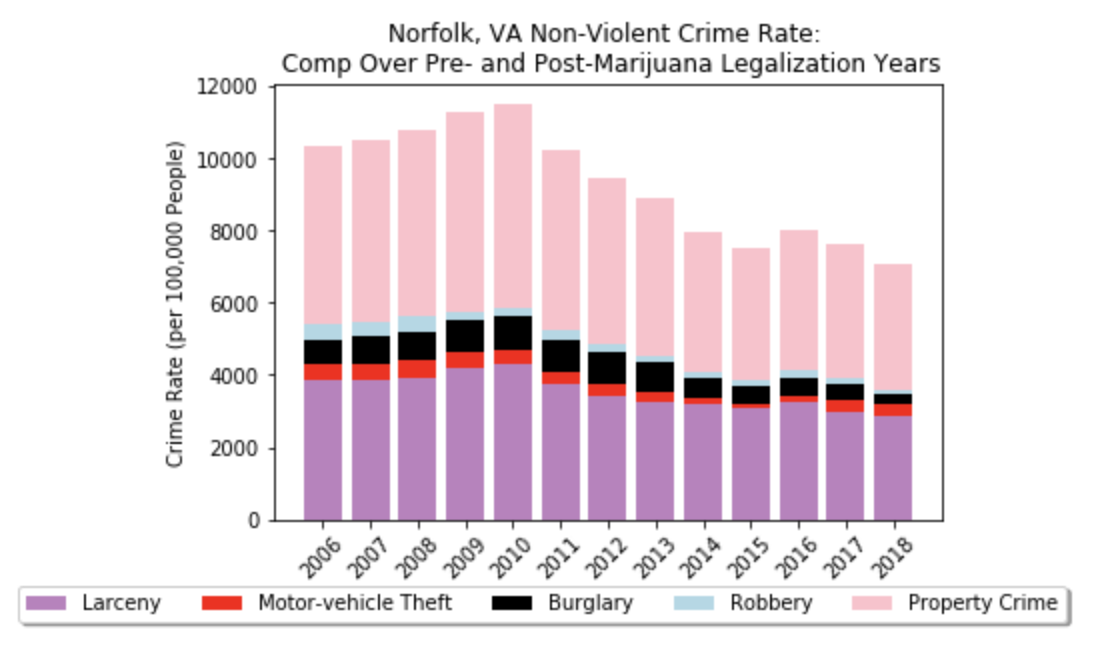 Norfolk, VA Non-Violent Crime Rate:
Comp Over Pre- and Post-Marijuana Legalization Years
Crime Rate (per 100,000 People)
12000
10000
8000
6000
4000
2000
0
2006 2007 2008 2009 2010 2011 2012 2013 2014 2015 2016 2017 2018
Larceny Motor-vehicle Theft Burglary Robbery Property Crime